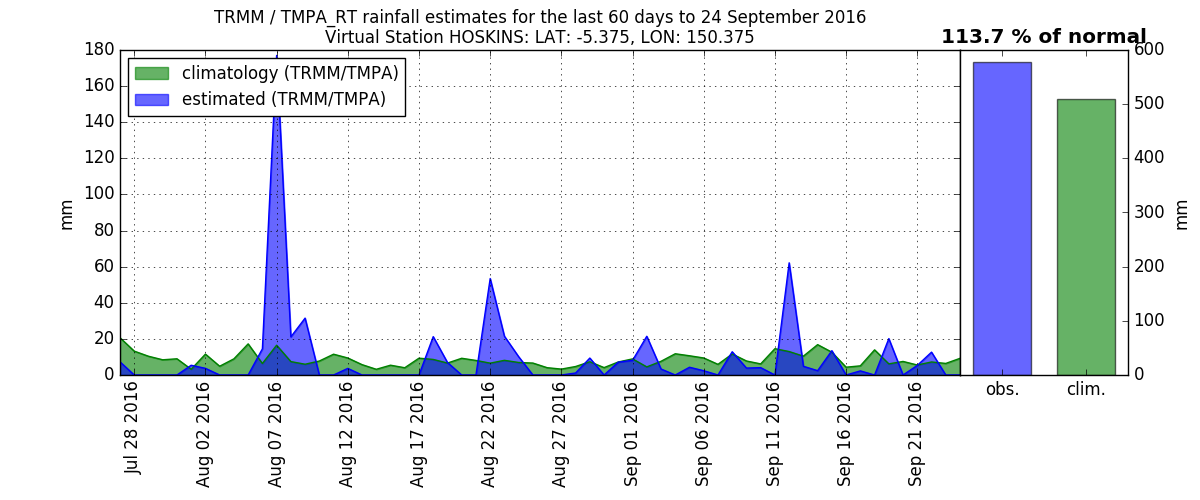 TRMM / TMPA_RT rainfall estimates for the last 60 days to 24 September 2016
Virtual Station HOSKINS: LAT: -5.375, LON: 150.375
113.7 % of normal
climatology (TRMM/TMPA)
estimated (TRMM/TMPA)
180
160
140
120
100
80
60
40
20
0
mm
Jul 28 2016
Aug 02 2016
Aug 07 2016
Aug 12 2016
Aug 17 2016
Aug 22 2016
Aug 27 2016
Sep 01 2016
Sep 06 2016
Sep 11 2016
Sep 16 2016
Sep 21 2016
600
500
400
300
200
100
0
mm
obs.
clim.